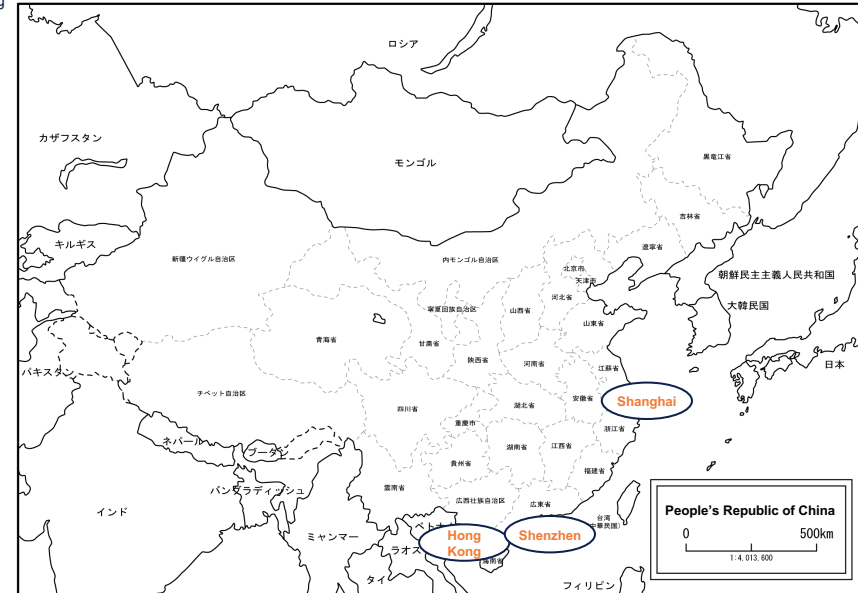 g
ロシア
カザフスタン
モンゴル
黒竜江省
吉林省
キルギス
遼寧省
新疆ウイグル自治区
内モンゴル自治区
北京市
天津市
朝鮮民主主義人民共和国
河北省
大韓民国
寧夏回族自治区
山西省
山東省
青海省
甘粛省
陝西省
河南省
江蘇省
日本
パキスタン
チベット自治区
安徽省
Shanghai
四川省
湖北省
重慶市
浙江省
ネパール
ブータン
湖南省
江西省
貴州省
福建省
雲南省
バングラディッシュ
広西壮族自治区
広東省
インド
ミャンマー
台湾
(中華民国)
People's Republic of China
0 500km
1:4,013,600
ベトナム
Hong
Kong
Shenzhen
ラオス
海南省
タイ
フィリピン